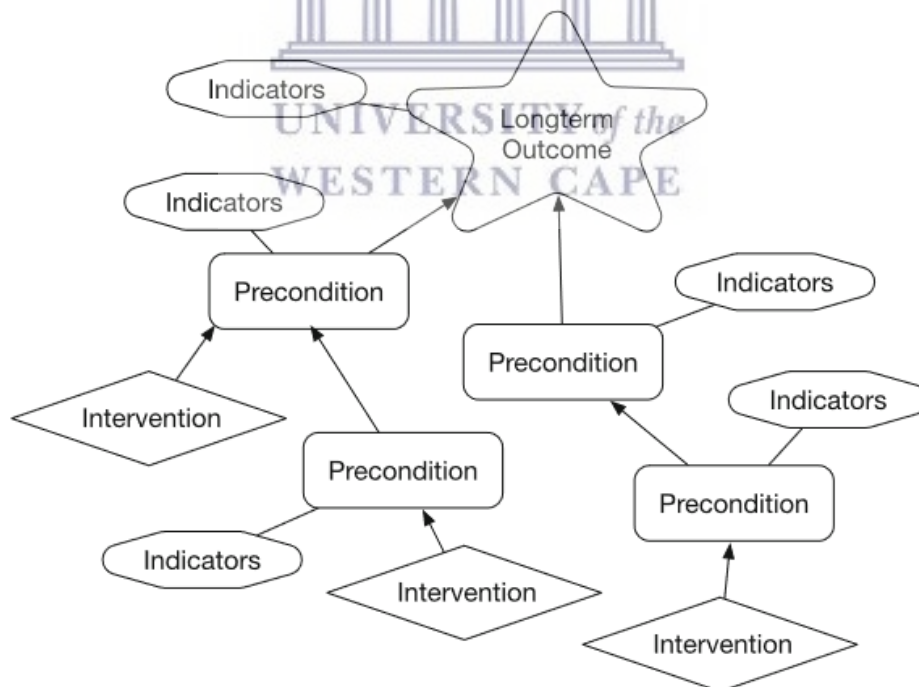 Indicators
UNIVERSITY of the
Longterm
Outcome
WESTERN CAPE
Indicators
Precondition
Indicators
Precondition
Intervention
Indicators
Precondition
Precondition
Indicators
Intervention
Intervention